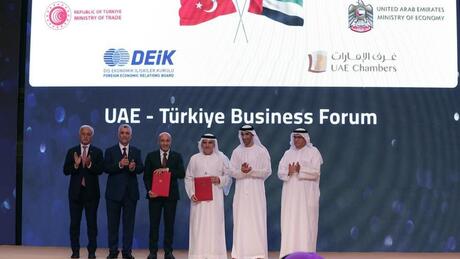 REPUBLIC OF TÜRKİYE
MINISTRY OF TRADE
UNITED ARAB EMIRATES
MINISTRY OF ECONOMY
DEİK
DIŞ EKONOMİK İLİŞKİLER KURULU
FOREIGN ECONOMIC RELATIONS BOARD
غرف الإمارات
UAE Chambers
UAE - Türkiye Business Forum